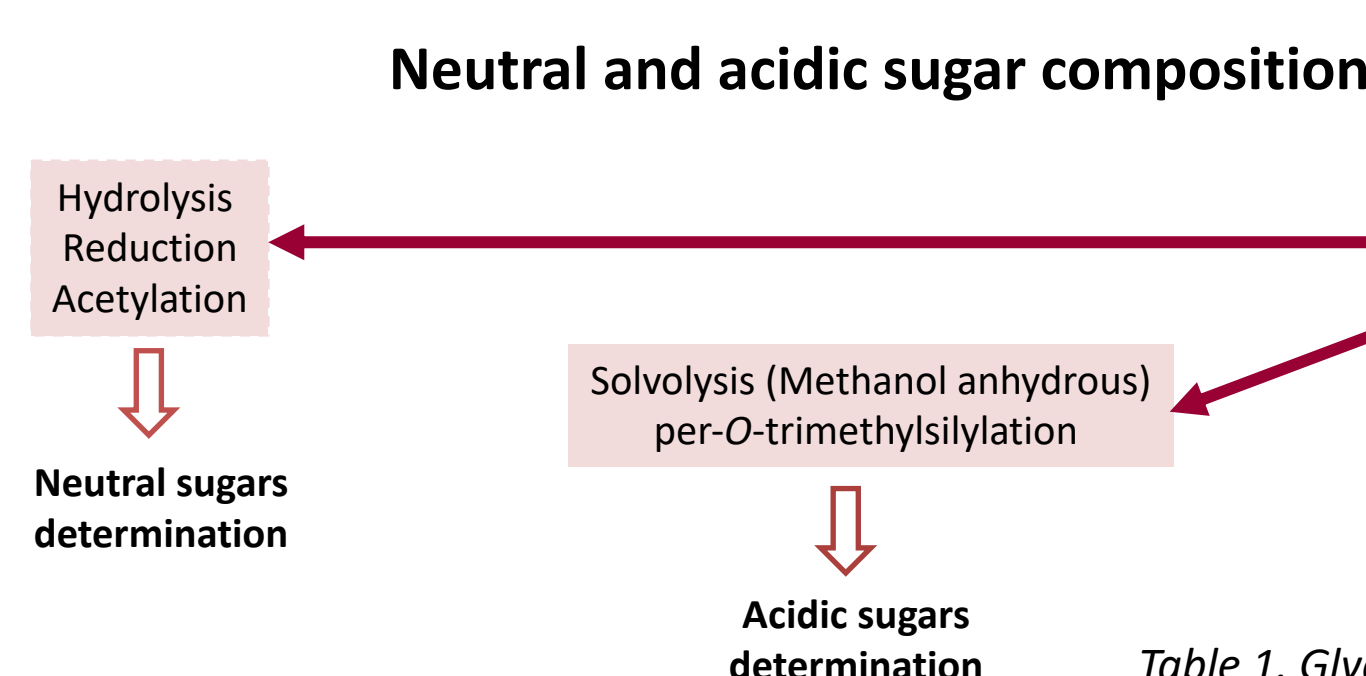 Neutral and acidic sugar composition
Hydrolysis
Reduction
Acetylation
Solvolysis (Methanol anhydrous)
per-O-trimethylsilylation
Neutral sugars
determination
Acidic sugars
determination
Table 1. Gly